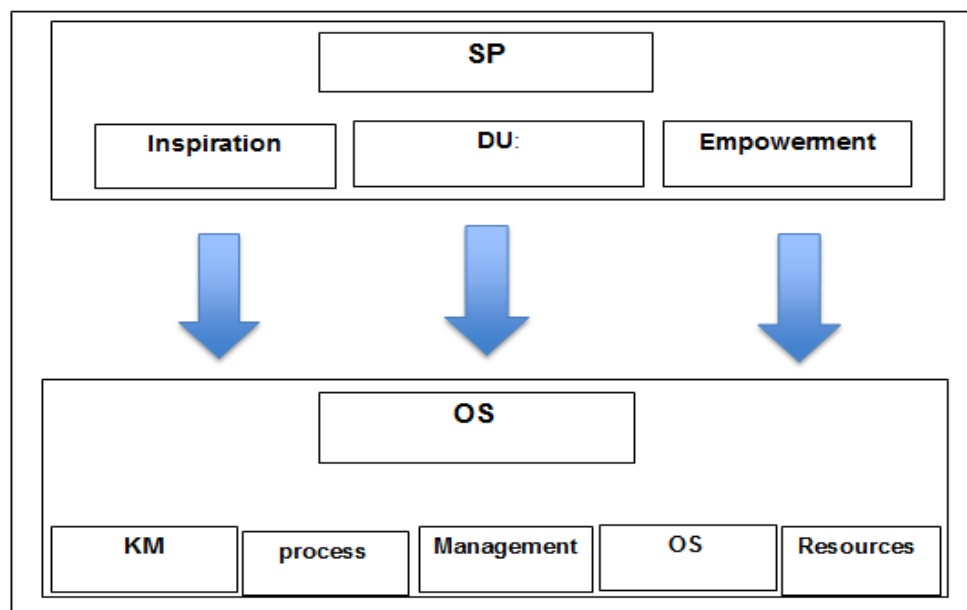 SP
Inspiration
DU:
Empowerment
OS
KM
process
Management
OS
Resources